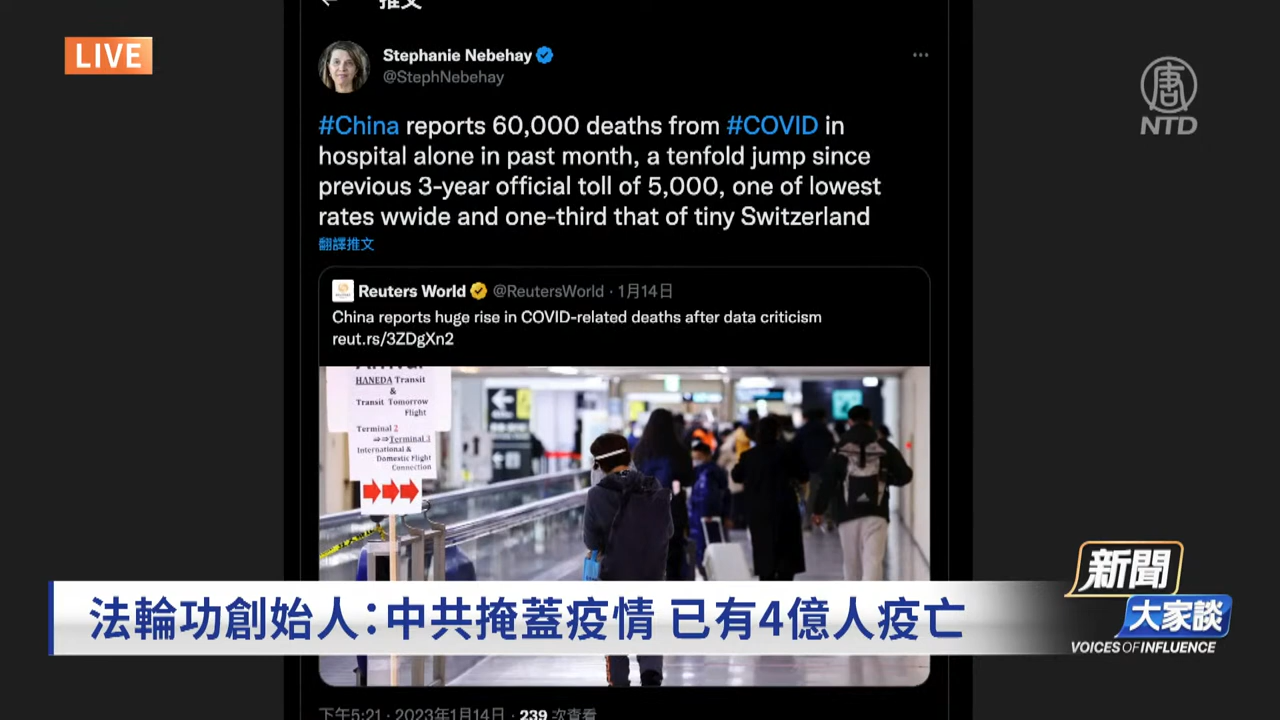 推文
LIVE
Stephanie Nebehay
@StephNebehay
唐
NTD
#China reports 60,000 deaths from #COVID in
hospital alone in past month, a tenfold jump since
previous 3-year official toll of 5,000, one of lowest
rates wwide and one-third that of tiny Switzerland
翻譯推文
Reuters World @ReutersWorld · 1月14日
China reports huge rise in COVID-related deaths after data criticism
reut.rs/3ZDgXn2
Arrival
HANEDA Transit
&
Transit Tomorrow
Flight
Terminal 2
⇒⇒Terminal 3
International &
Domestic Flight
Connection
法輪功創始人：中共掩蓋疫情 已有4億人疫亡
新聞
大家談
VOICES OF INFLUENCE
下午5:21 · 2023年1月14日 · 239 次查看